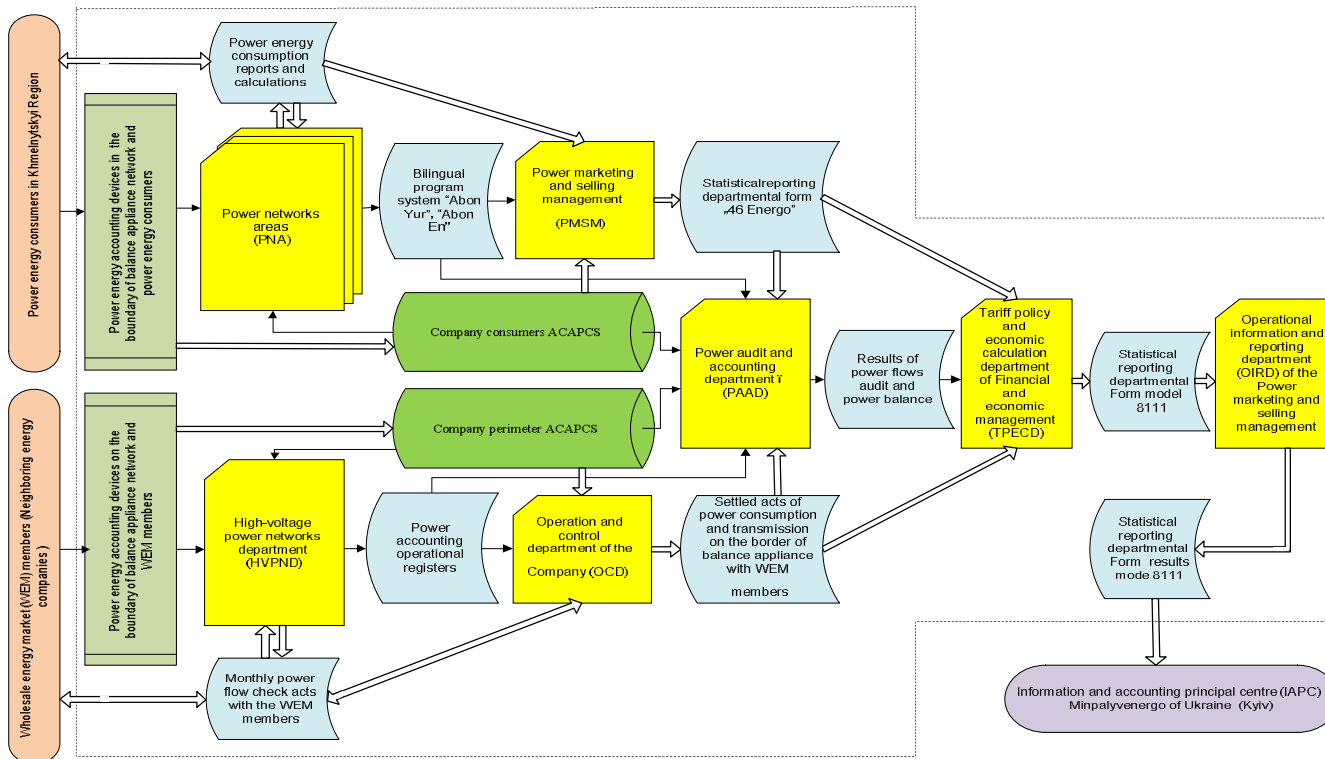 Power energy consumers in Khmelnytskyi Region
Power energy accounting devices in the
boundary of balance appliance network and
power energy consumers
Power energy
consumption
reports and
calculations
Power networks
areas
(PNA)
Bilingual
program
system “Abon
Yur”, “Abon
En”
Power marketing
and selling
management
(PMSM)
Statisticalreporting
departmental form
„46 Energo”
Company consumers ACAPCS
Company perimeter ACAPCS
Power audit and
accounting
department ї
(PAAD)
Results of
power flows
audit and
power balance
Tariff policy
and
economic
calculation
department
of Financial
and
economic
management
(TPECD)
Statistical
reporting
departmental
Form model
8111
Operational
information and
reporting
department
(OIRD) of the
Power
marketing and
selling
management
Wholesale energy market (WEM) members (Neighboring energy
companies )
Power energy accounting devices on the
boundary of balance appliance network and
WEM members
High-voltage
power networks
department
(HVPND)
Power
accounting
operational
registers
Operation and
control
department of the
Company (OCD)
Settled acts of
power consumption
and transmission
on the border of
balance appliance
with WEM
members
Monthly power
flow check acts
with the WEM
members
Statistical
reporting
departmental
Form results
mode 8111
Information and accounting principal centre (IAPC)
Minpalyvenergo of Ukraine (Kyiv)